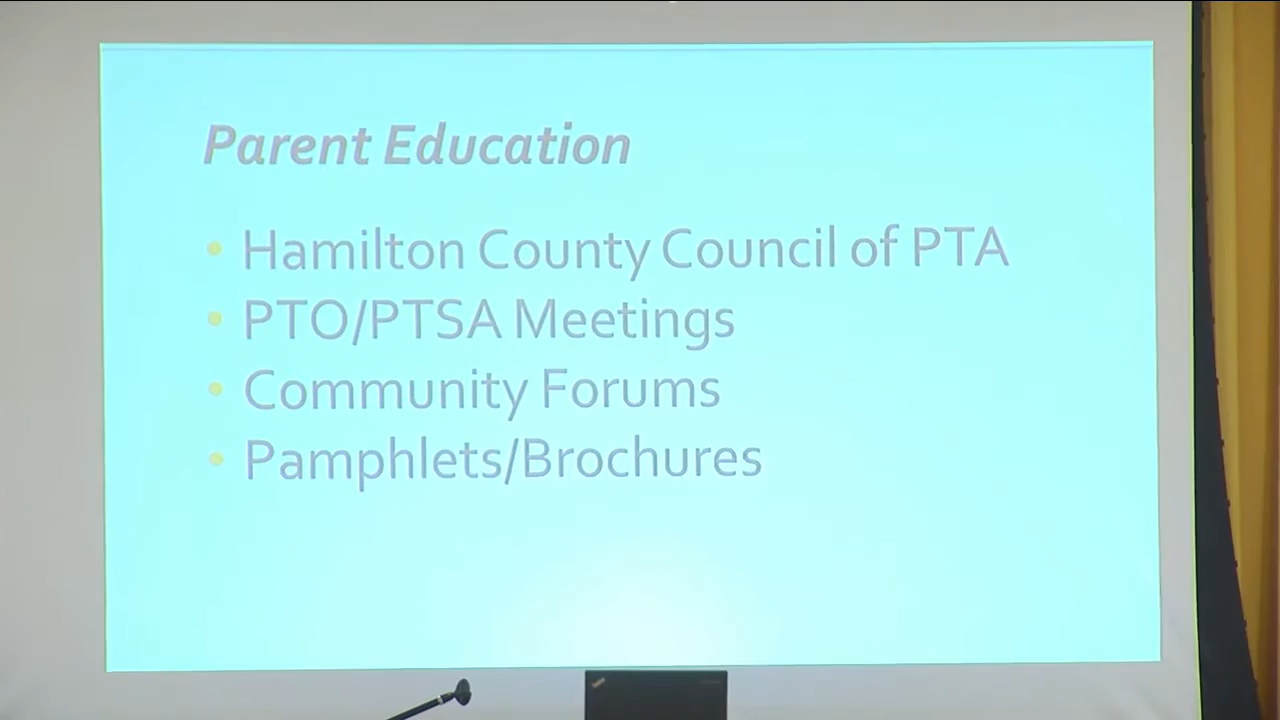 Parent Education
• Hamilton County Council of PTA
• PTO/PTSA Meetings
• Community Forums
• Pamphlets/Brochures